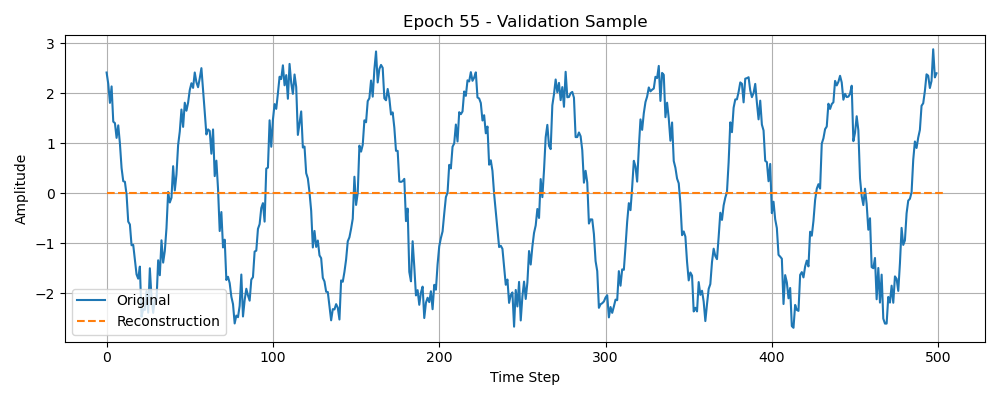 Epoch 55 - Validation Sample
Amplitude
3
2
1
0
−1
−2
Original
Reconstruction
0 100 200 300 400 500
Time Step